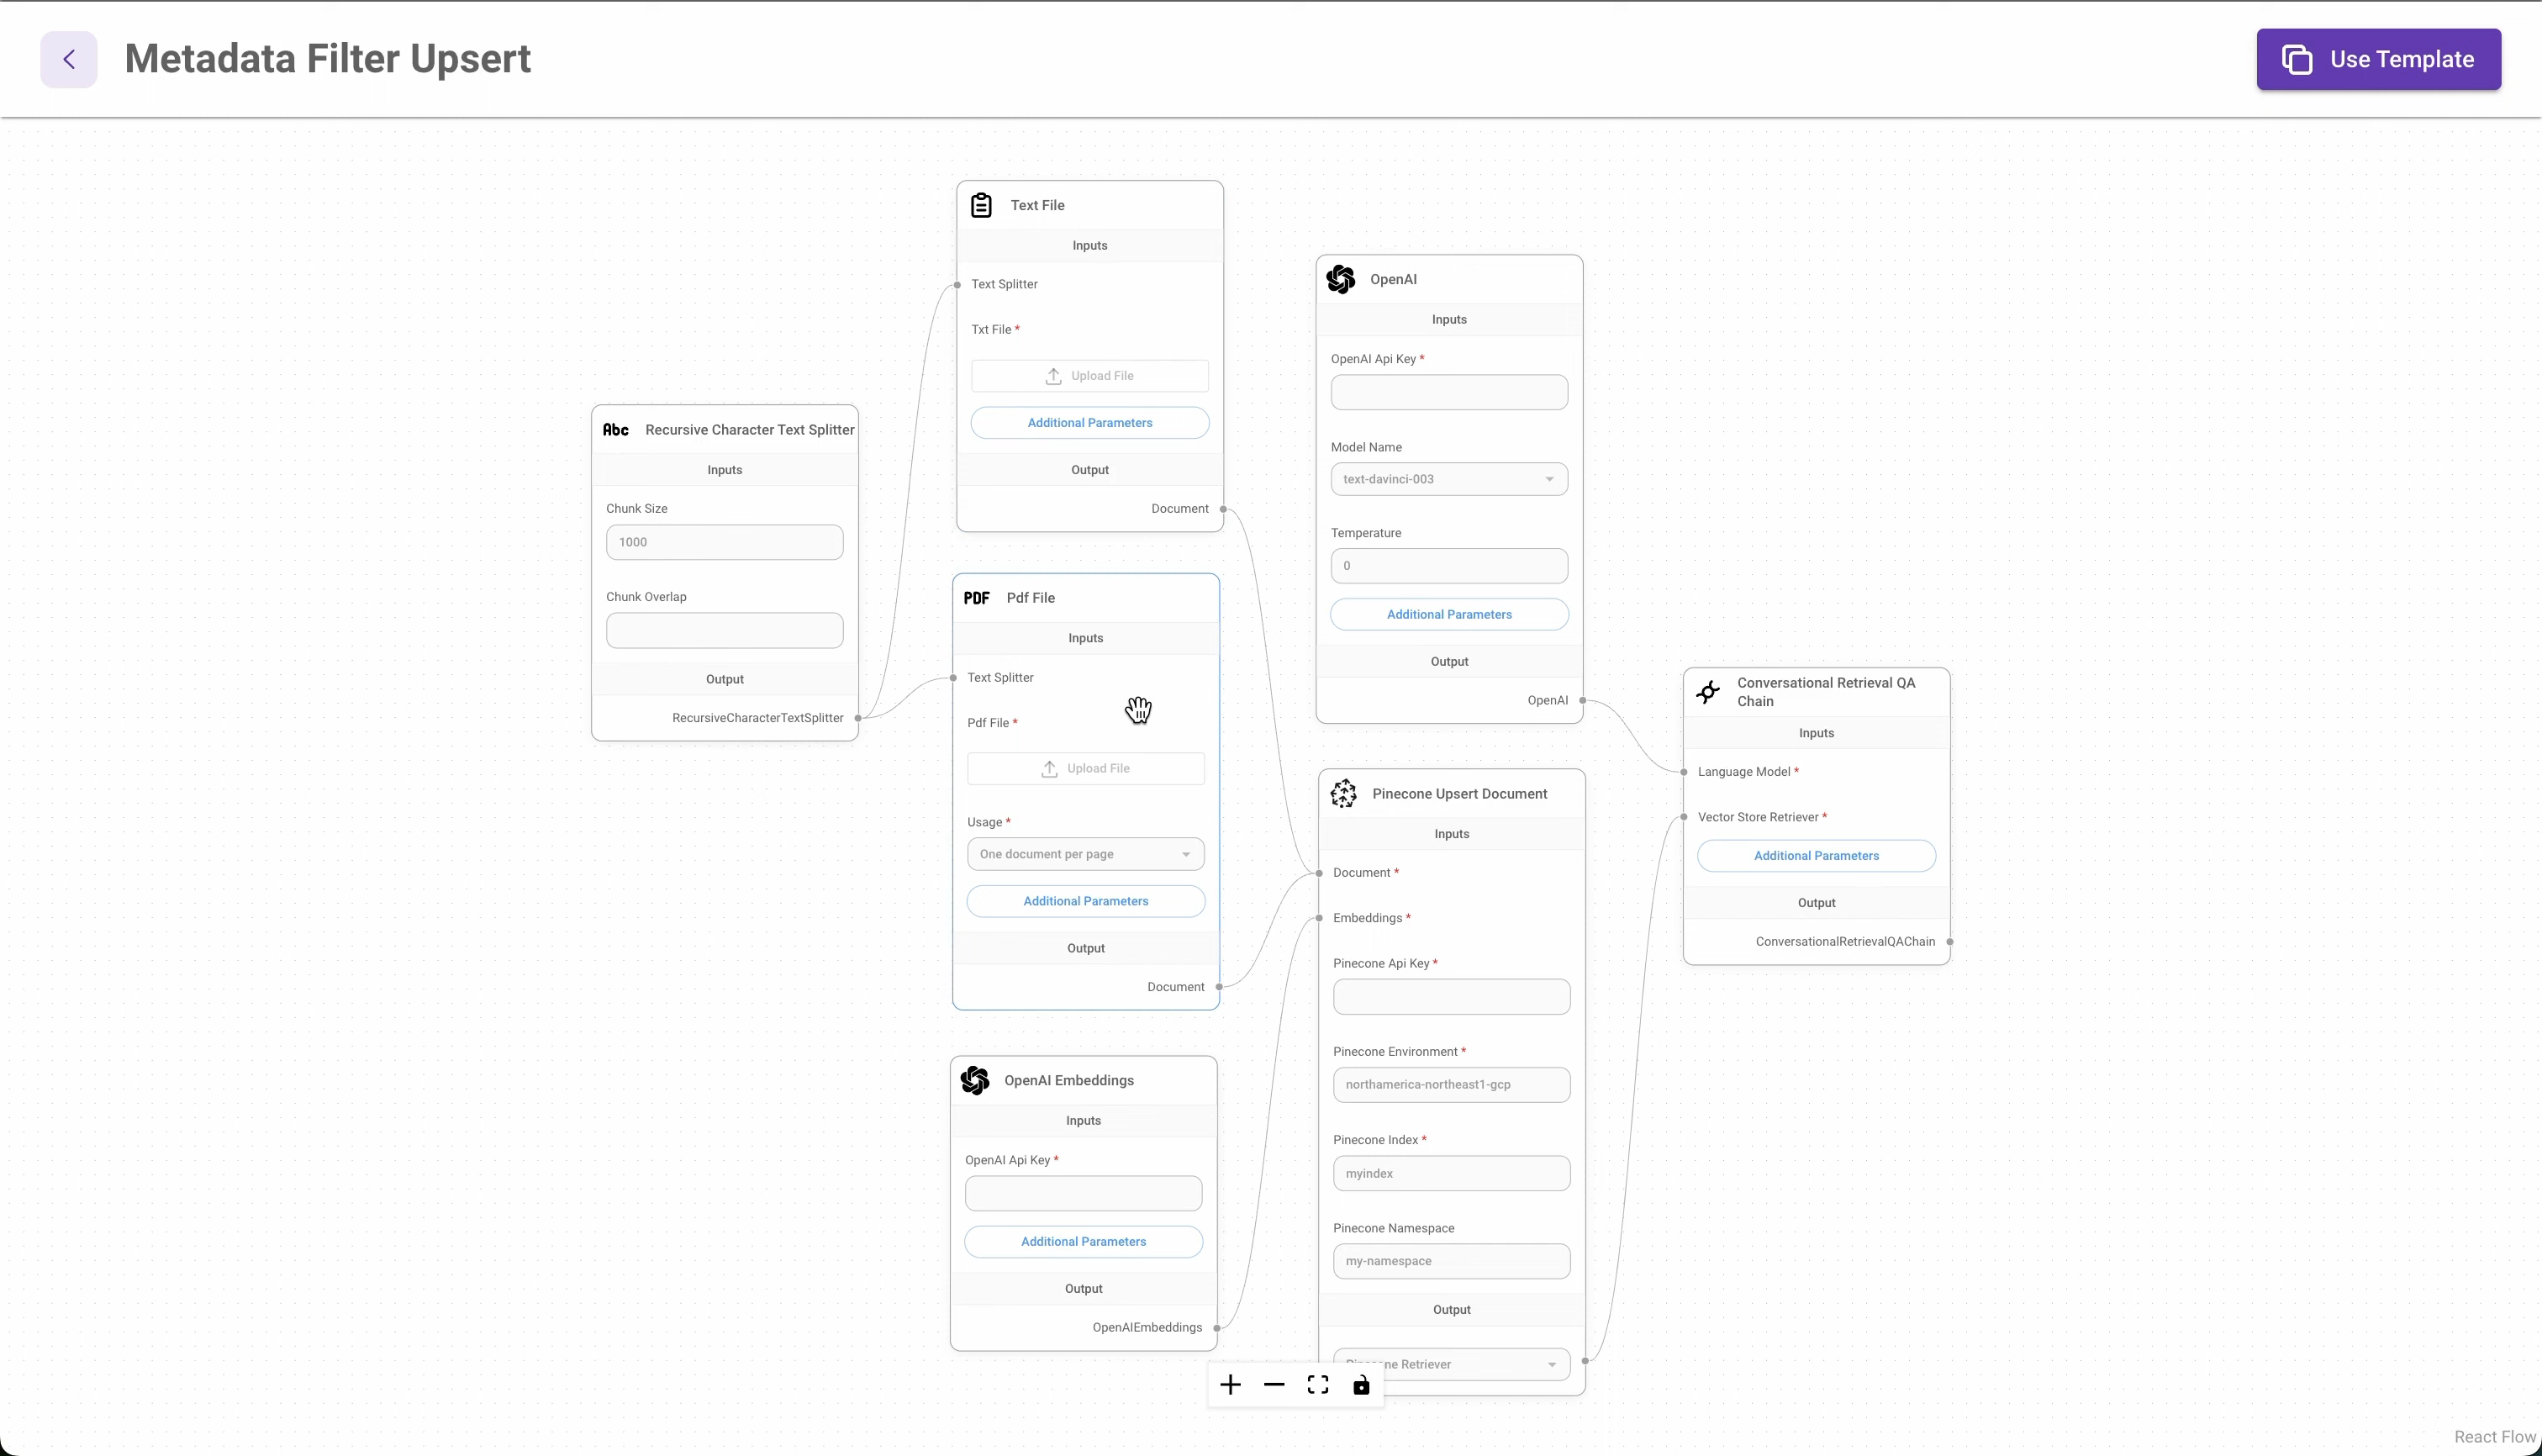 Metadata Filter Upsert
Use Template
Abc Recursive Character Text Splitter
Inputs
Chunk Size
1000
Chunk Overlap
Output
RecursiveCharacterTextSplitter
Text File
Inputs
Text Splitter
Txt File *
Upload File
Additional Parameters
Output
Document
PDF Pdf File
Inputs
Text Splitter
Pdf File *
Upload File
Usage *
One document per page
Additional Parameters
Output
Document
OpenAI Embeddings
Inputs
OpenAI Api Key *
Additional Parameters
Output
OpenAIEmbeddings
OpenAI
Inputs
OpenAI Api Key *
Model Name
text-davinci-003
Temperature
0
Additional Parameters
Output
OpenAI
Pinecone Upsert Document
Inputs
Document *
Embeddings *
Pinecone Api Key *
Pinecone Environment *
northamerica-northeast1-gcp
Pinecone Index *
myindex
Pinecone Namespace
my-namespace
Output
Pinecone Retriever
Conversational Retrieval QA
Chain
Inputs
Language Model *
Vector Store Retriever *
Additional Parameters
Output
ConversationalRetrievalQAChain
React Flow